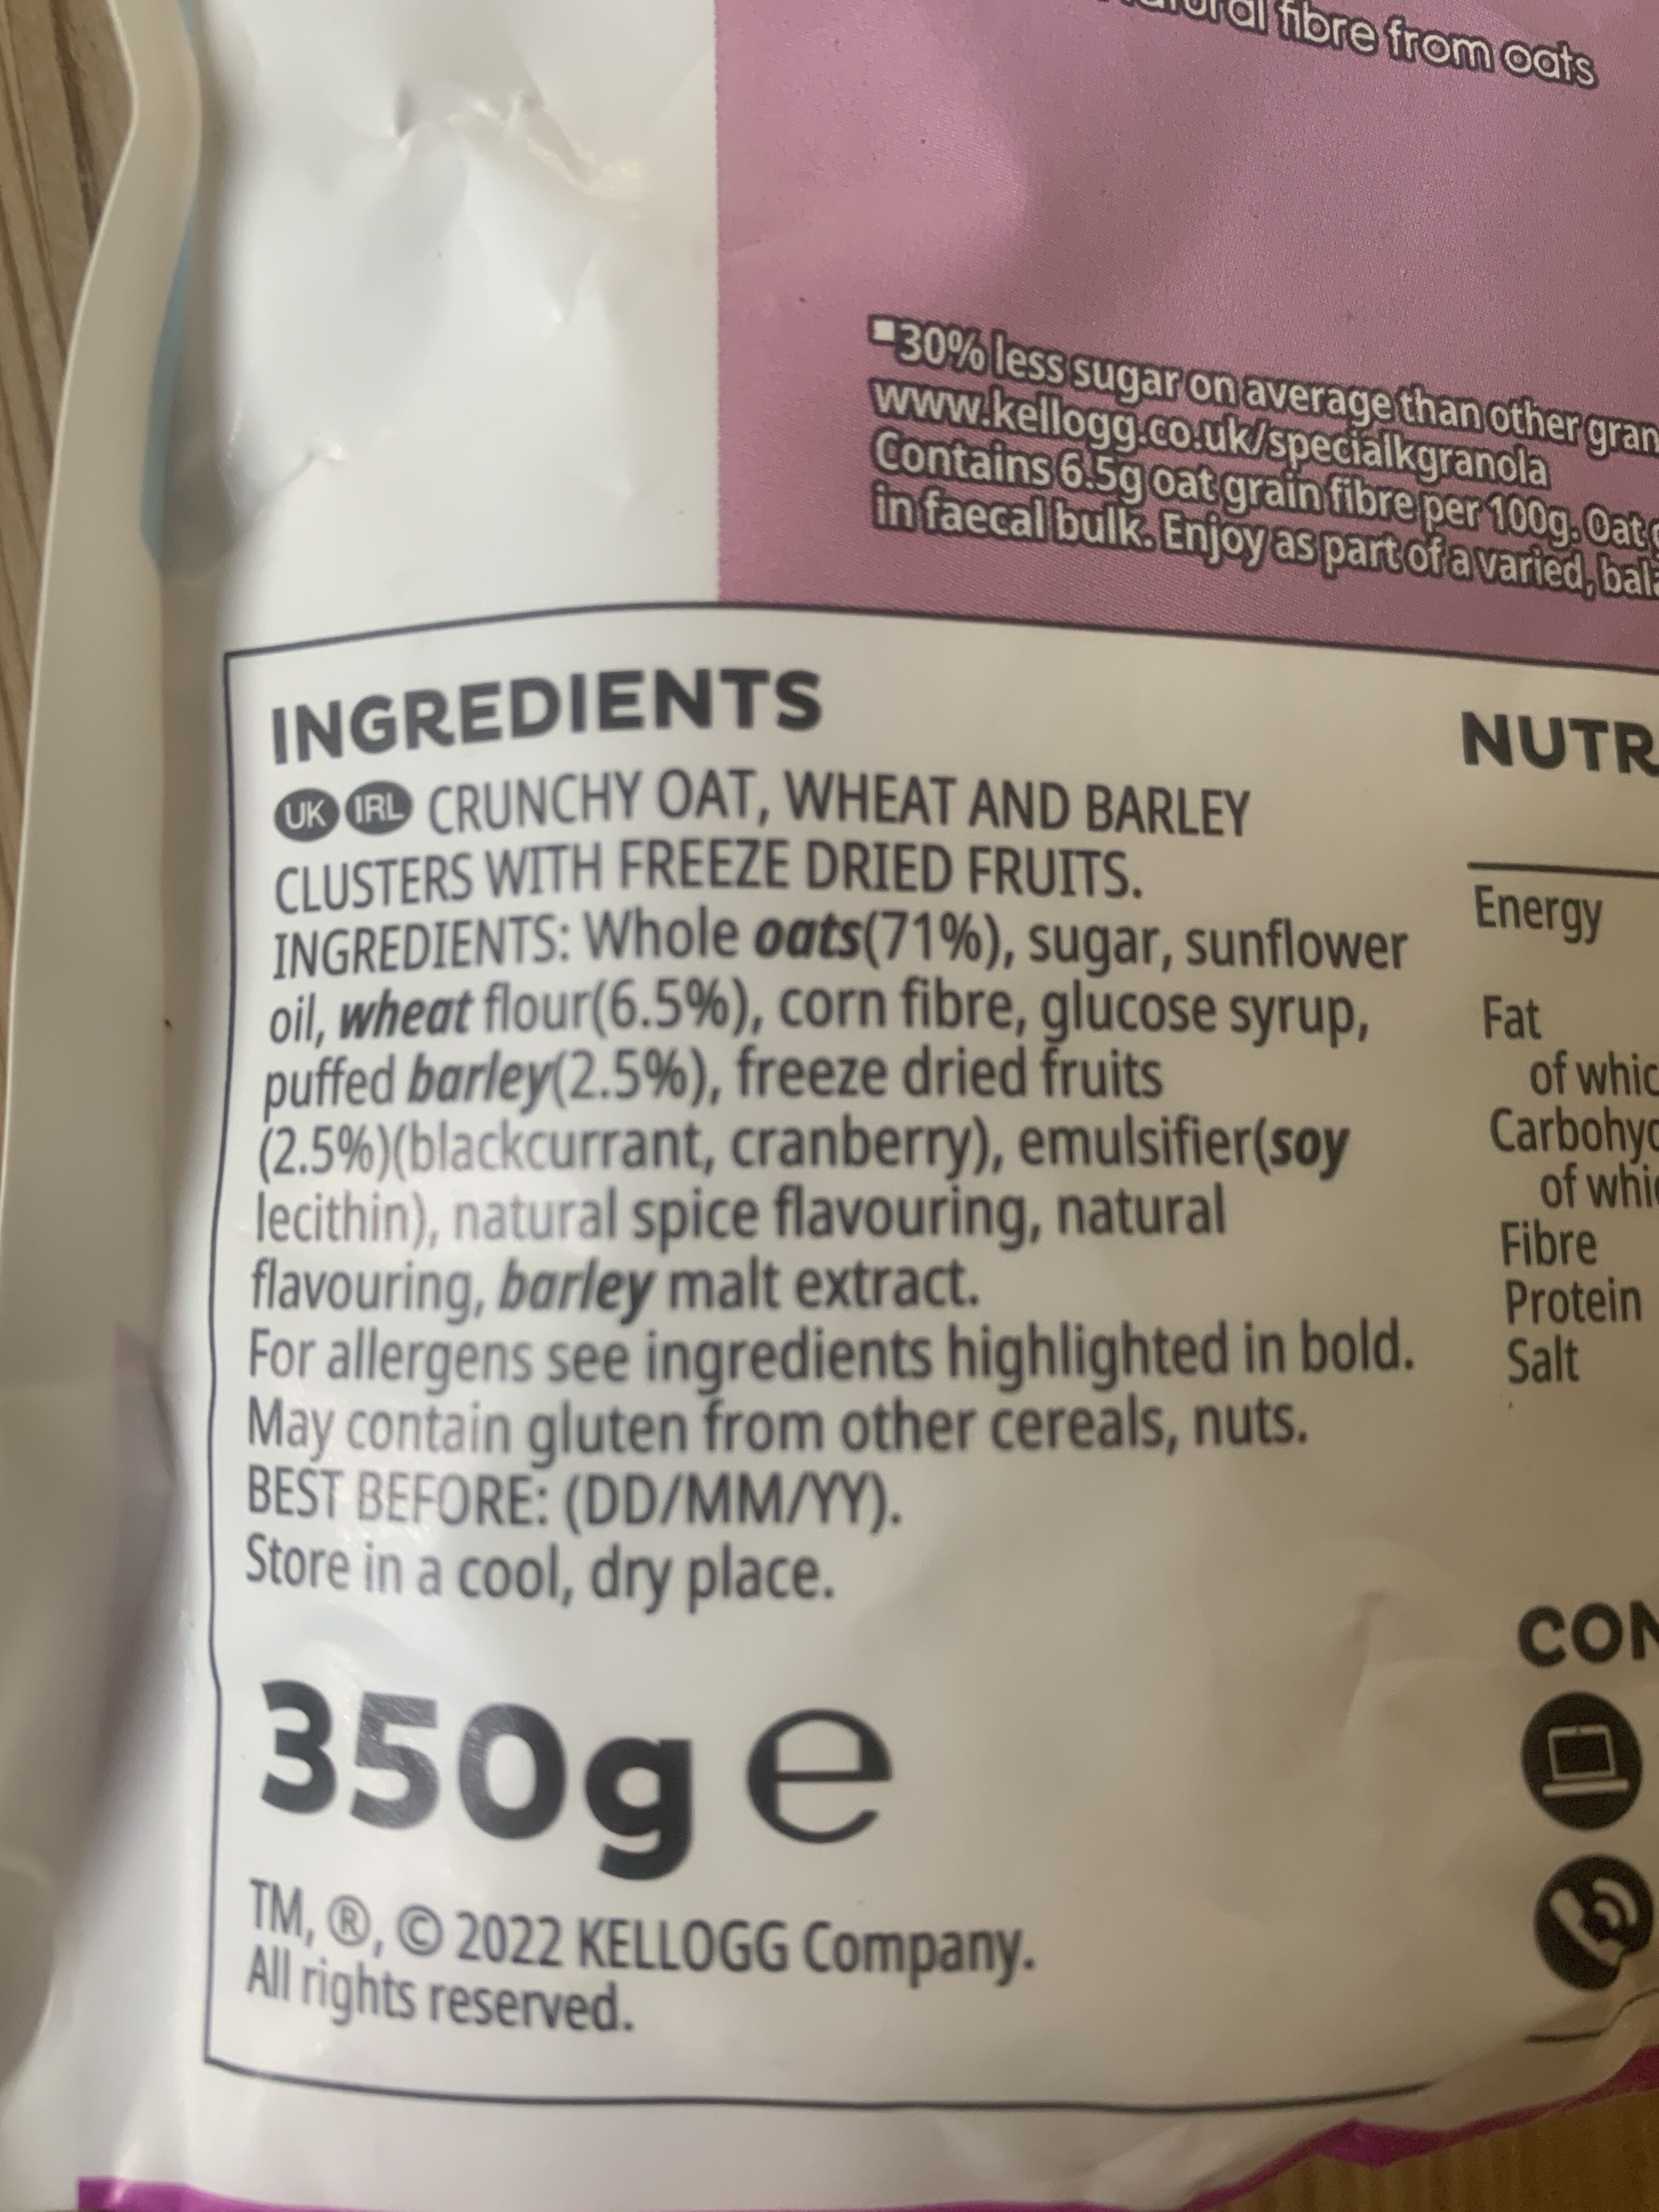 fibre from oats
▪30% less sugar on average than other
www.kellogg.co.uk/specialkgranola
Contains 6.5g oat grain fibre per 100g. Oat
in faecal bulk. Enjoy as part of a varied,
INGREDIENTS
UK IRL CRUNCHY OAT, WHEAT AND BARLEY
CLUSTERS WITH FREEZE DRIED FRUITS.
INGREDIENTS: Whole oats(71%), sugar, sunflower
oil, wheat flour(6.5%), corn fibre, glucose syrup,
puffed barley(2.5%), freeze dried fruits
(2.5%)(blackcurrant, cranberry), emulsifier(soy
lecithin), natural spice flavouring, natural
flavouring, barley malt extract.
For allergens see ingredients highlighted in bold.
May contain gluten from other cereals, nuts.
BEST BEFORE: (DD/MM/YY).
Store in a cool, dry place.
350g e
TM, ®, © 2022 KELLOGG Company.
All rights reserved.
NUTR
Energy
Fat
of whic
Carbohyd
of whic
Fibre
Protein
Salt
CON